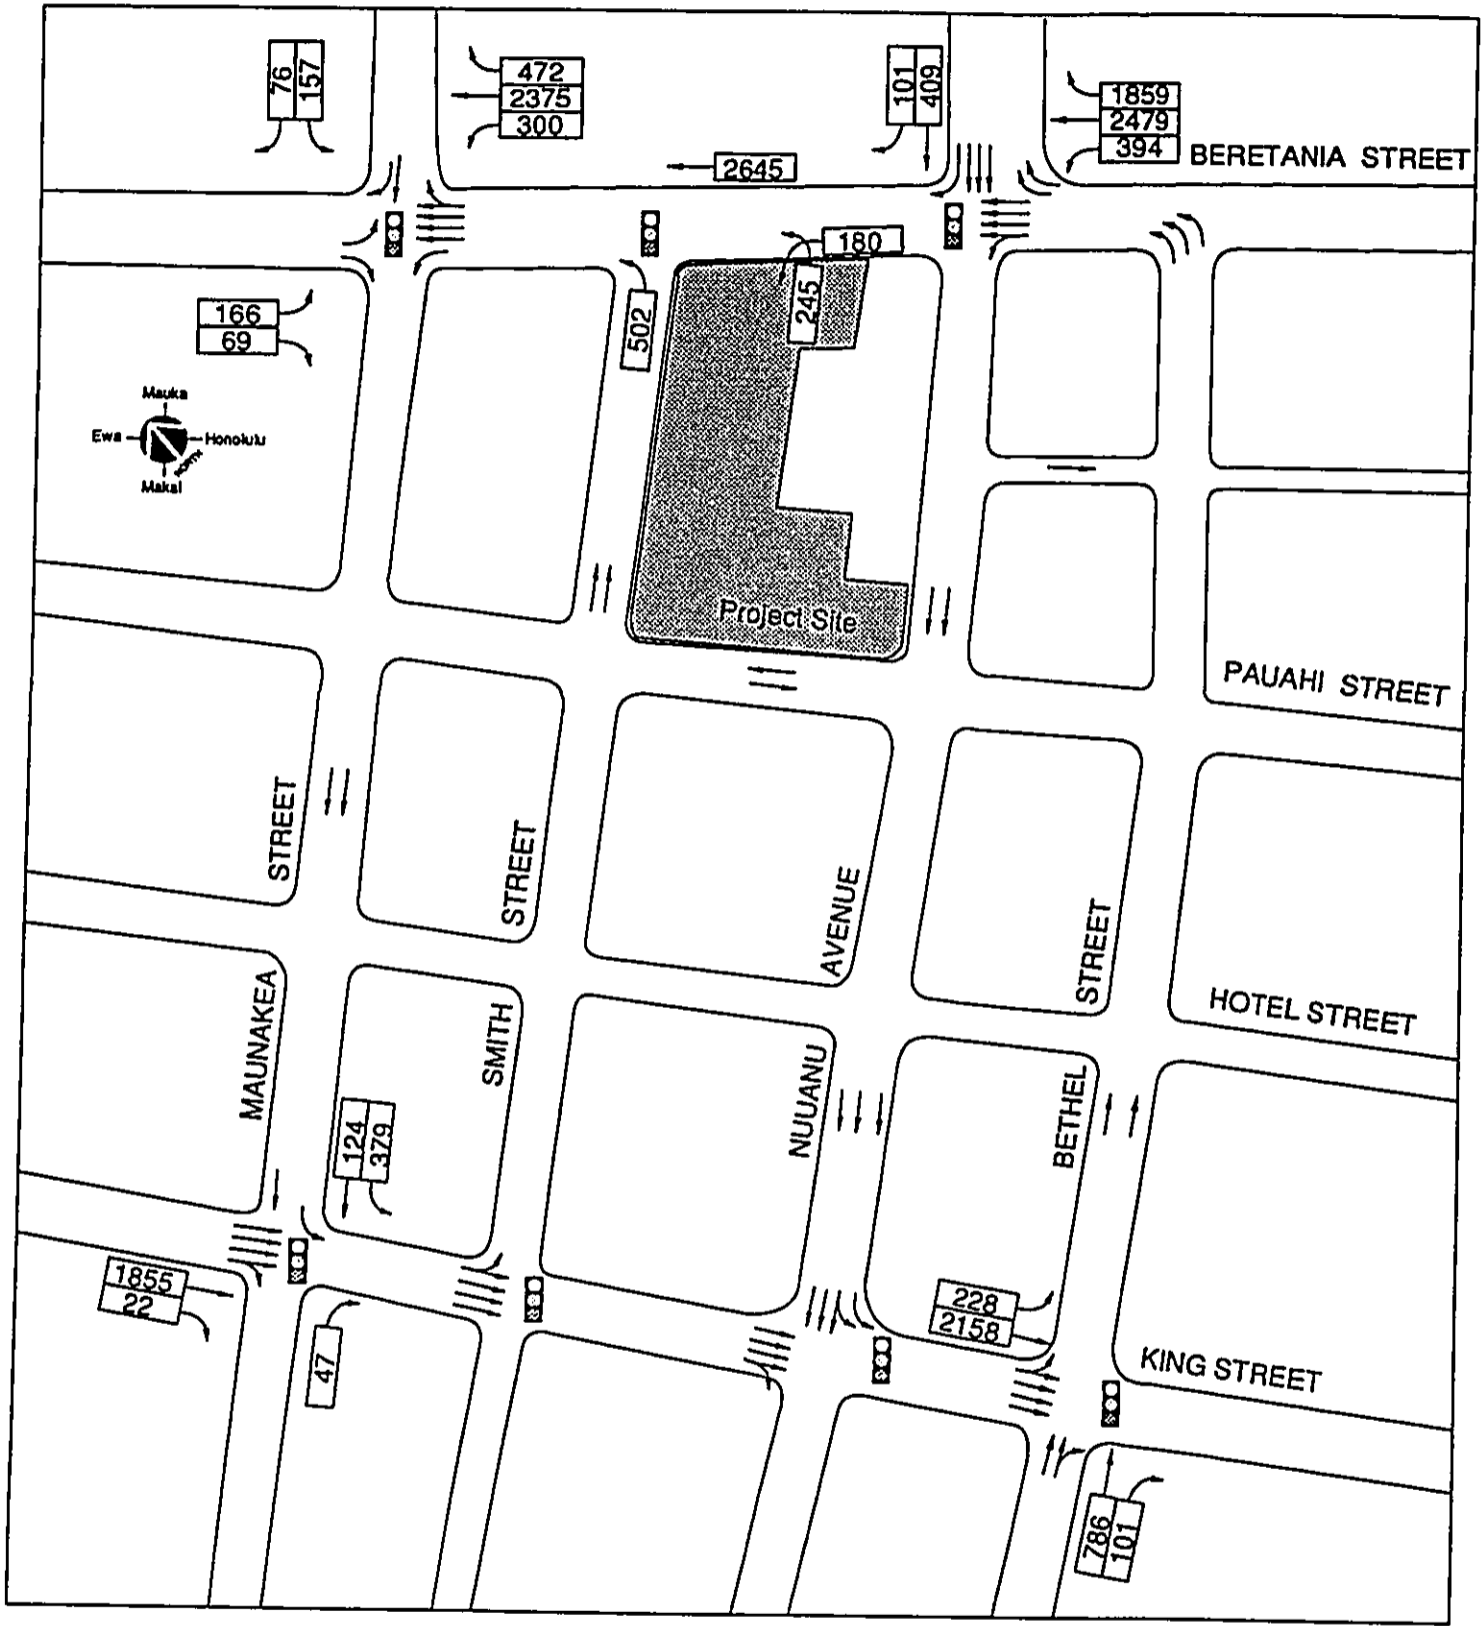 76
157
472
2375
300
101
409
1859
2479
394
BERETANIA STREET
2645
180
245
502
166
69
Mauka
Ewa
Honolulu
NORTH
Makai
Project Site
PAUAHI STREET
STREET
STREET
AVENUE
STREET
HOTEL STREET
MAUNAKEA
SMITH
NUUANU
BETHEL
124
379
1855
22
47
228
2158
KING STREET
786
101